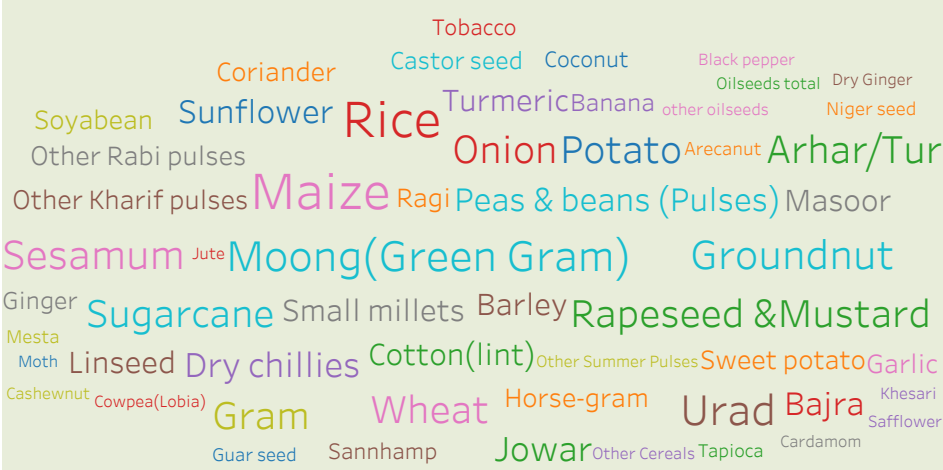 Tobacco
Castor seed Coconut Black pepper
Coriander Oilseeds total Dry Ginger
Soyabean Sunflower Rice Turmeric Banana other oilseeds Niger seed
Other Rabi pulses Onion Potato Arecanut Arhar/Tur
Other Kharif pulses Maize Ragi Peas & beans (Pulses) Masoor
Sesamum Jute Moong(Green Gram) Groundnut
Ginger Sugarcane Small millets Barley Rapeseed &Mustard
Mesta
Moth Linseed Dry chillies Cotton(lint) Other Summer Pulses Sweet potato Garlic
Cashewnut Cowpea(Lobia) Gram Wheat Horse-gram Urad Bajra Khesari
Safflower
Guar seed Sannhamp Jowar Other Cereals Tapioca Cardamom